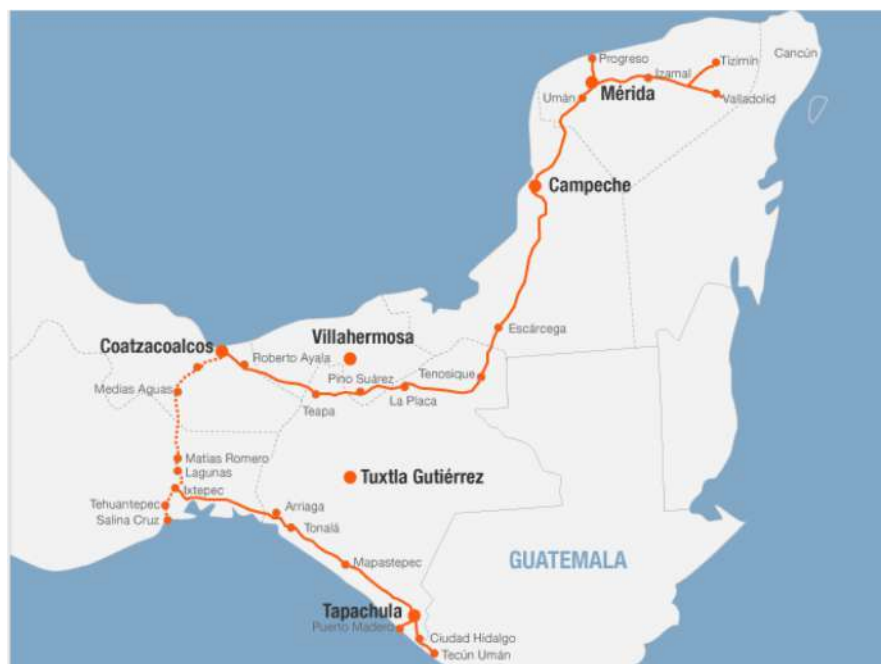 Progreso
Tizimín
Cancún
Izamal
Mérida
Umán
Valladolid
Campeche
Escárcega
Villahermosa
Coatzacoalcos
Roberto Ayala
Tenosique
Pino Suárez
Medias Aguas
La Placa
Teapa
Matías Romero
Lagunas
Tuxtla Gutiérrez
Ixtepec
Tehuantepec
Arriaga
Salina Cruz
Tonalá
Mapastepec
GUATEMALA
Tapachula
Puerto Madero
Ciudad Hidalgo
Tecún Umán